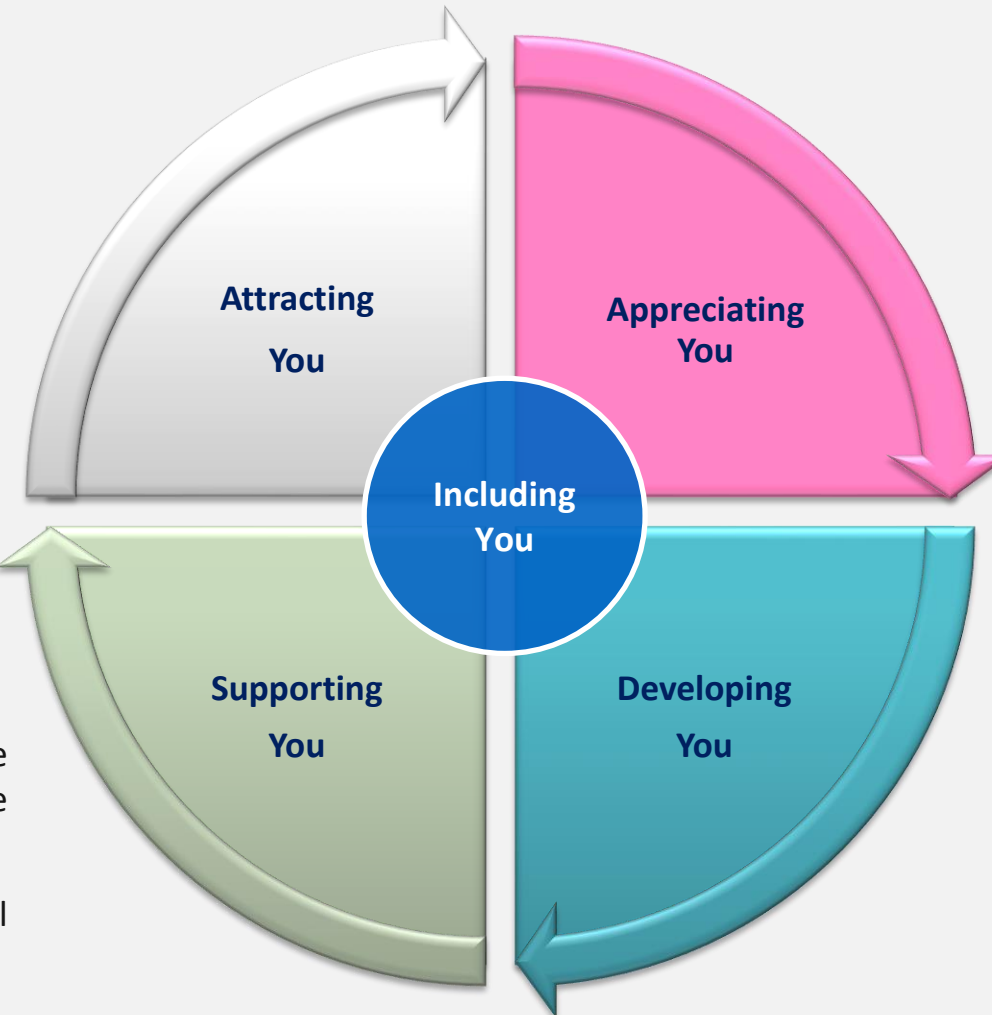 Attracting
You
Appreciating
You
Including
You
Supporting
You
Developing
You
e
e
l